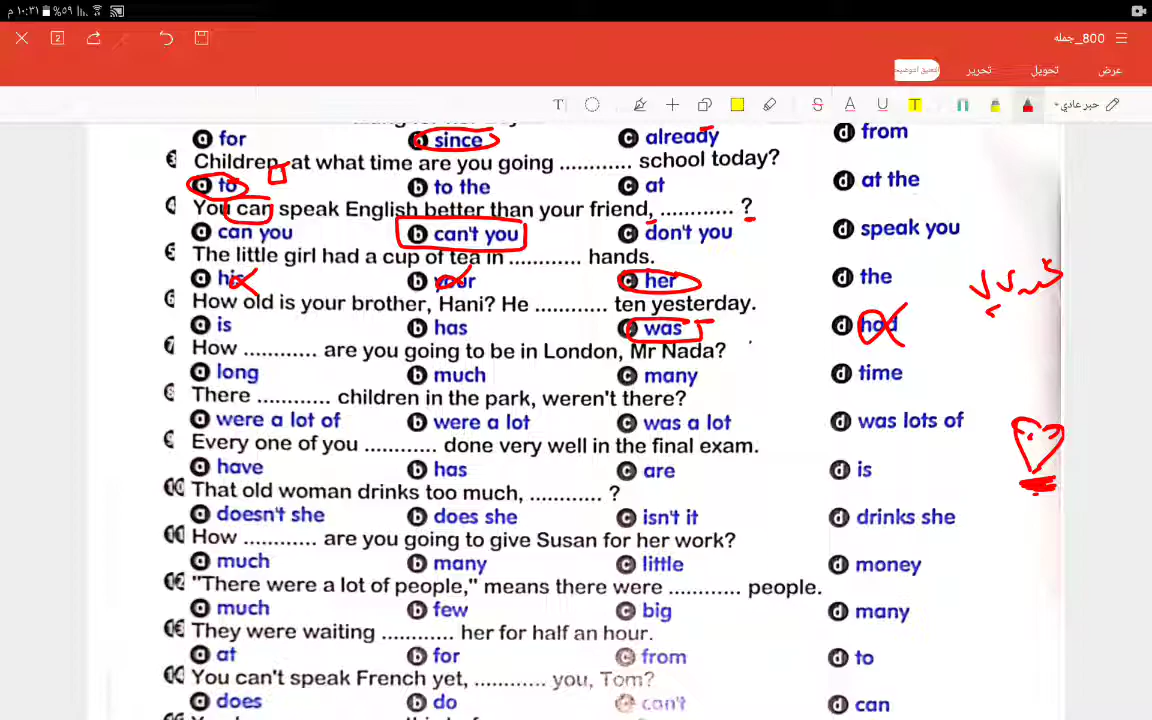 م ١٠:٣١ %٥٩
2 800_جمله
عرض تحويل تحرير
T S A U T حبر عادي
a for b since c already d from
Children, at what time are you going ............ school today?
a to b to the c at d at the
You can speak English better than your friend, ............ ?
a can you b can't you c don't you d speak you
The little girl had a cup of tea in ............ hands.
a his b your c her d the
How old is your brother, Hani? He ............ ten yesterday.
a is b has c was d had
How ............ are you going to be in London, Mr Nada?
a long b much c many d time
There ............ children in the park, weren't there?
a were a lot of b were a lot c was a lot d was lots of
Every one of you ............ done very well in the final exam.
a have b has c are d is
That old woman drinks too much, ............ ?
a doesn't she b does she c isn't it d drinks she
How ............ are you going to give Susan for her work?
a much b many c little d money
"There were a lot of people," means there were ............ people.
a much b few c big d many
They were waiting ............ her for half an hour.
a at b for c from d to
You can't speak French yet, ............ you, Tom?
a does b do c can't d can